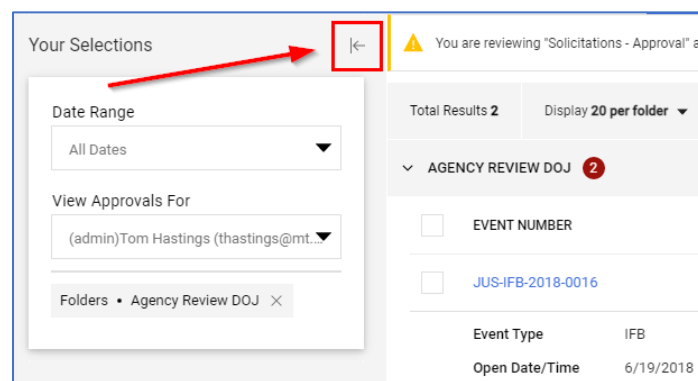 Your Selections
Date Range
All Dates
View Approvals For
(admin)Tom Hastings (thastings@mt....
Folders • Agency Review DOJ ×
You are reviewing "Solicitations - Approval" a
Total Results 2 Display 20 per folder
AGENCY REVIEW DOJ 2
EVENT NUMBER
JUS-IFB-2018-0016
Event Type IFB
Open Date/Time 6/19/2018